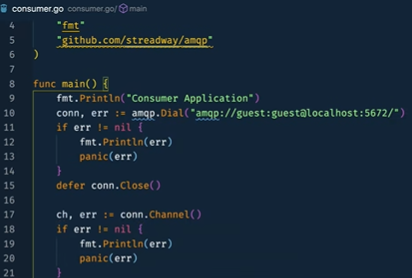 consumer.go consumer.go/ main
4 "fmt"
5 "github.com/streadway/amqp"
6 )
7
8 func main() {
9 fmt.Println("Consumer Application")
10 conn, err := amqp.Dial("amqp://guest:guest@localhost:5672/")
11 if err != nil {
12 fmt.Println(err)
13 panic(err)
14 }
15 defer conn.Close()
16
17 ch, err := conn.Channel()
18 if err != nil {
19 fmt.Println(err)
20 panic(err)
21 }